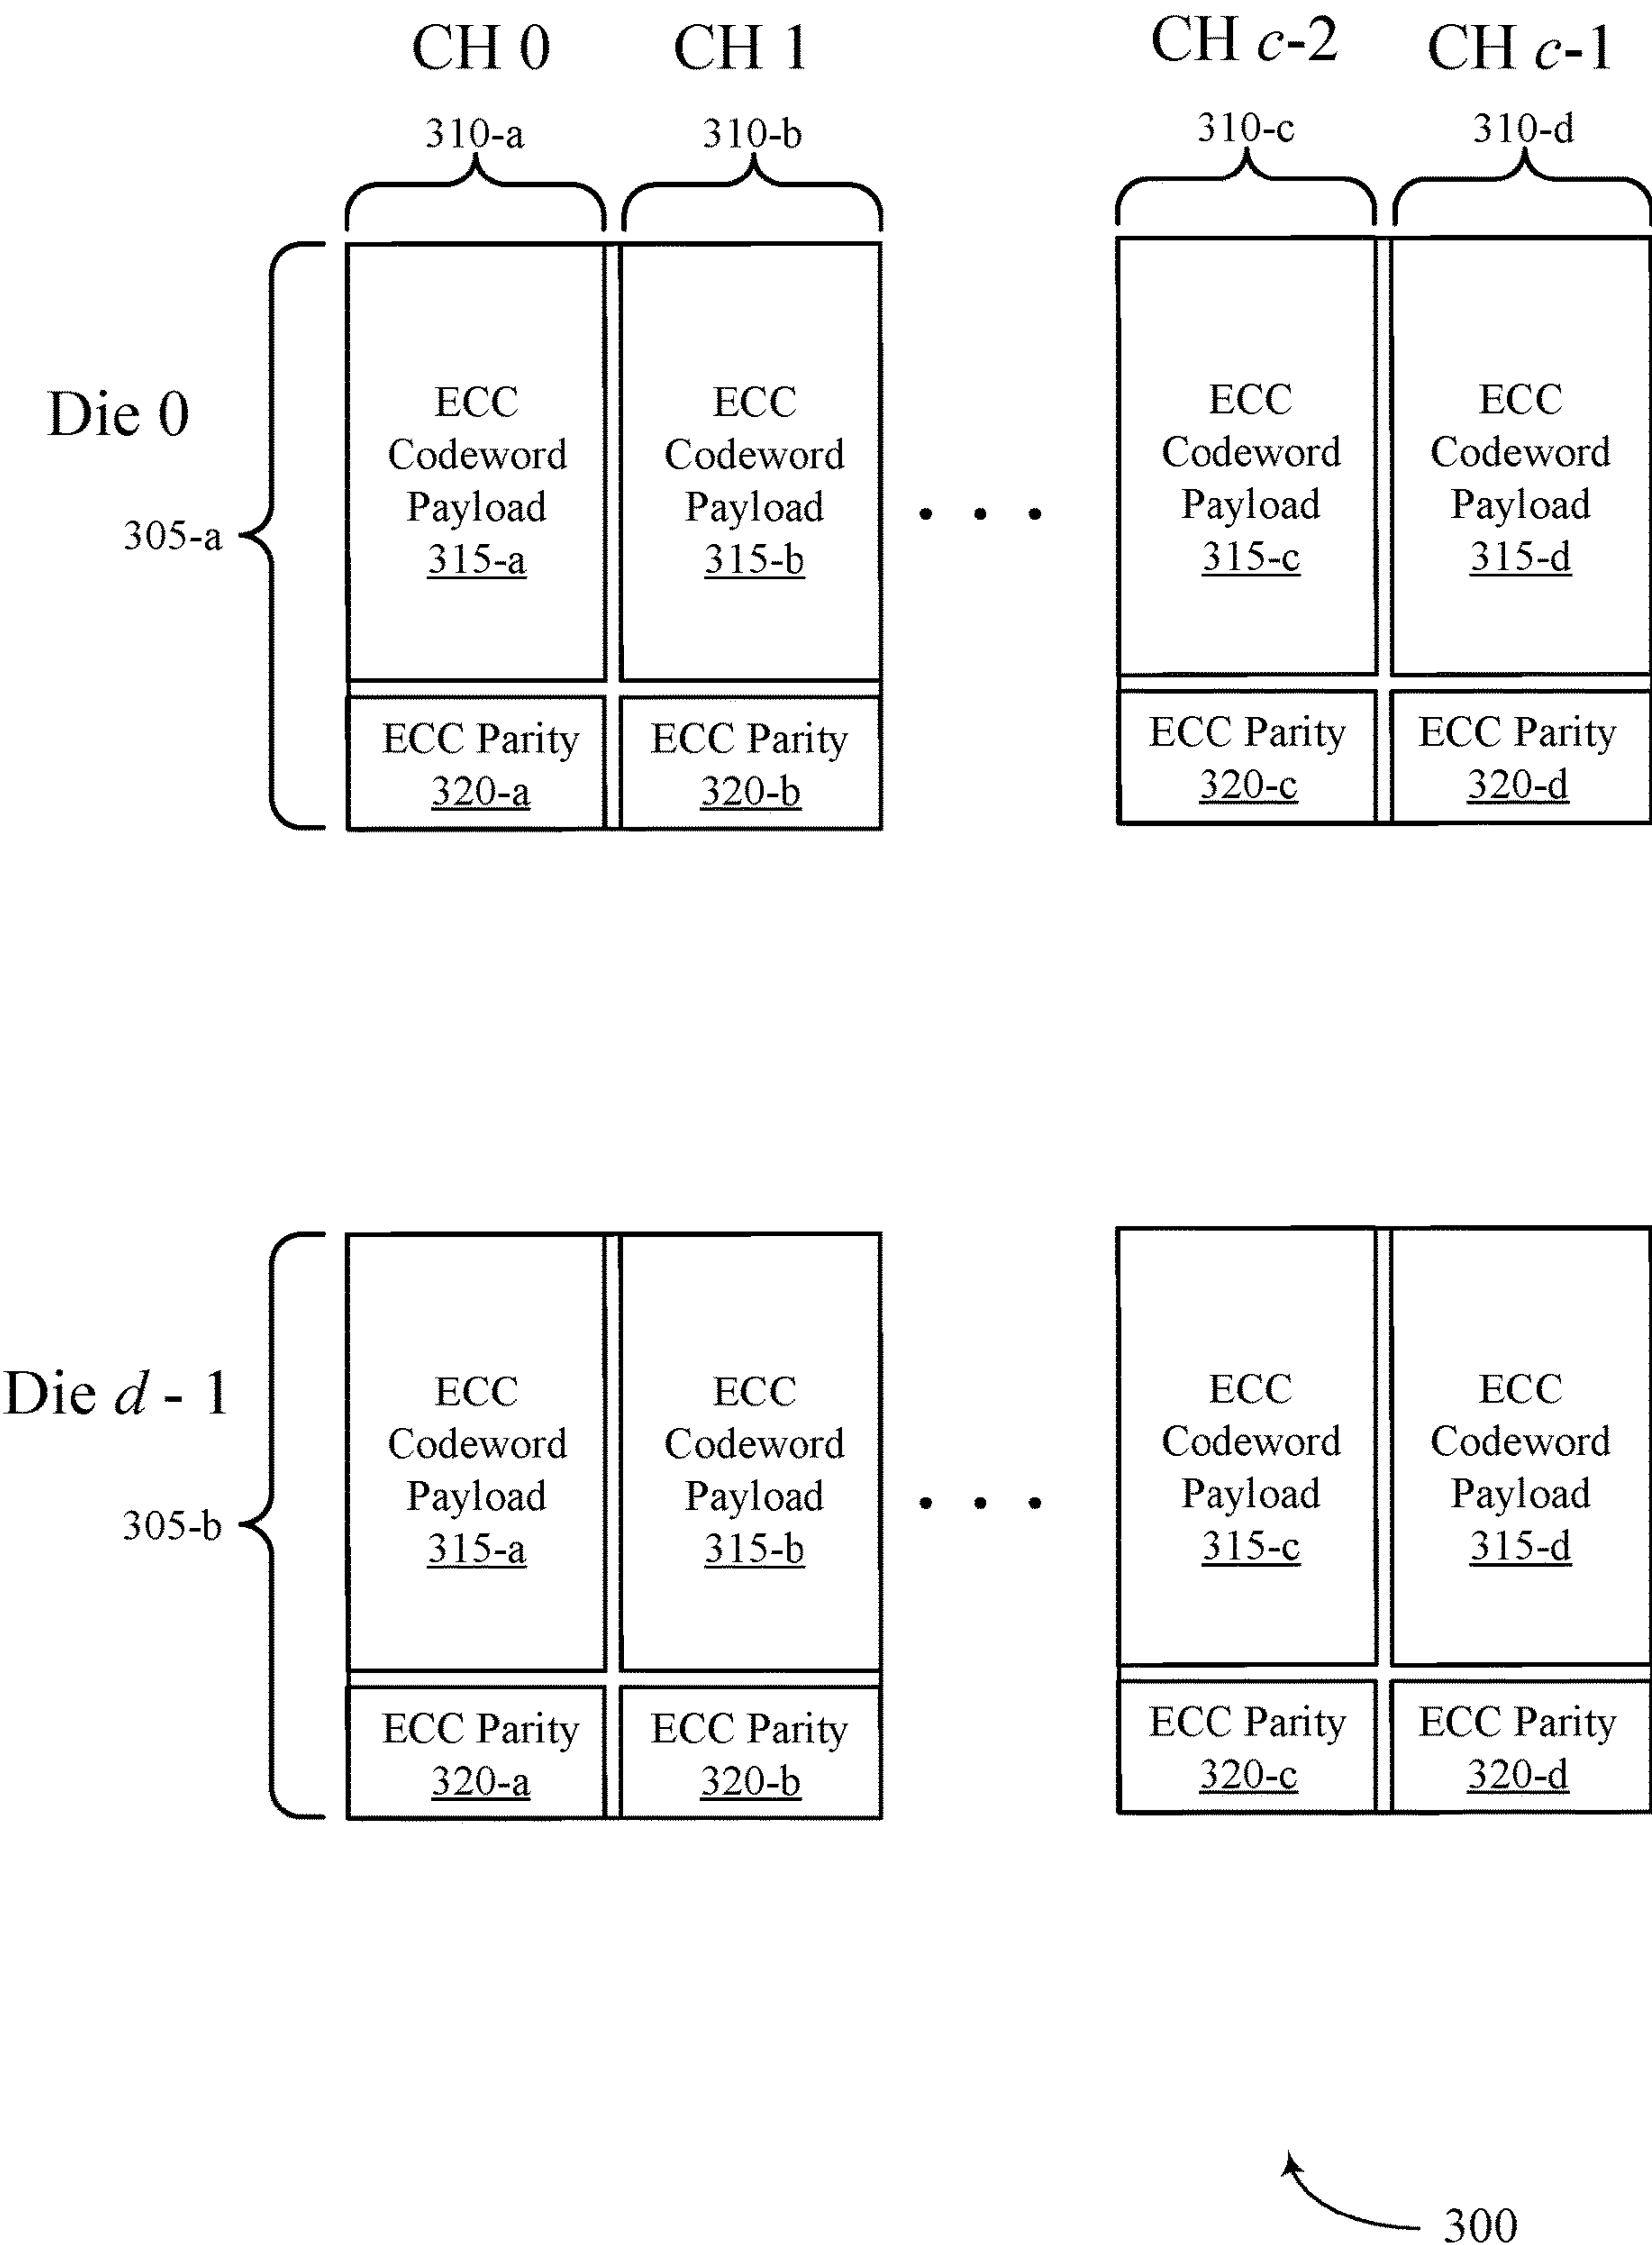 CH 0 CH 1 CH c-2 CH c-1
310-a 310-b 310-c 310-d
Die 0
305-a
ECC
Codeword
Payload
315-a
ECC
Codeword
Payload
315-b
. . .
ECC
Codeword
Payload
315-c
ECC
Codeword
Payload
315-d
ECC Parity
320-a
ECC Parity
320-b
ECC Parity
320-c
ECC Parity
320-d
Die d - 1
305-b
ECC
Codeword
Payload
315-a
ECC
Codeword
Payload
315-b
. . .
ECC
Codeword
Payload
315-c
ECC
Codeword
Payload
315-d
ECC Parity
320-a
ECC Parity
320-b
ECC Parity
320-c
ECC Parity
320-d
300